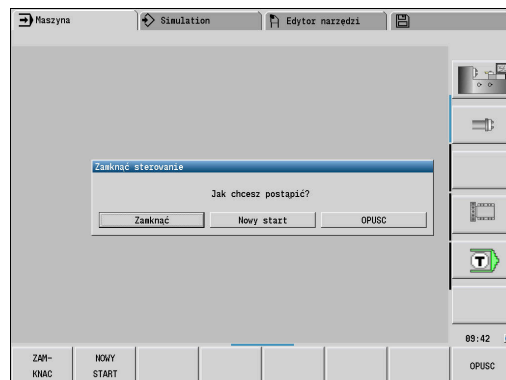 Maszyna
Simulation
Edytor narzędzi
Zamknąć sterowanie
Jak chcesz postąpić?
Zamknąć
Nowy start
OPUSC
T
09:42
ZAM-
KNAC
NOWY
START
OPUSC